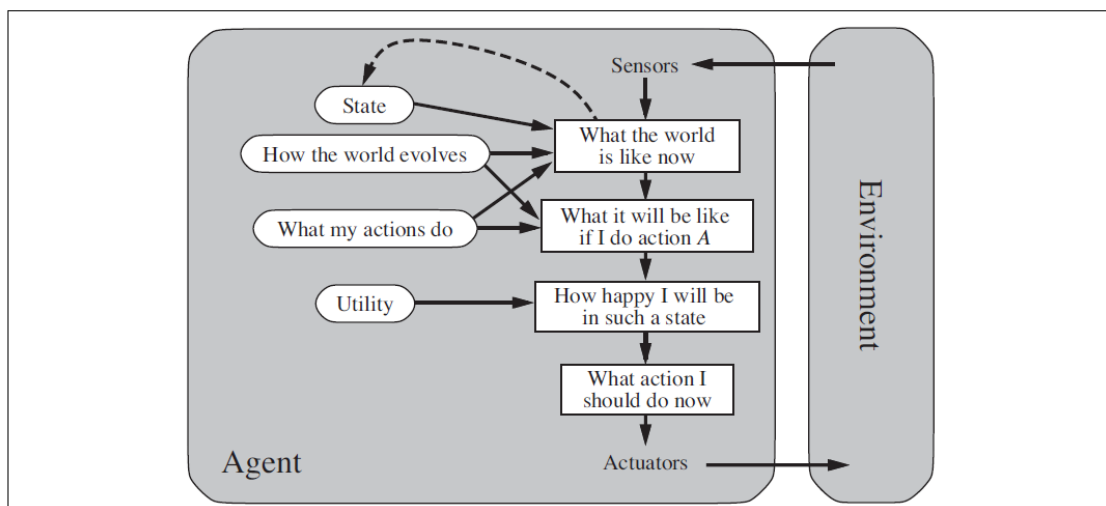 Sensors
State
What the world
is like now
How the world evolves
What it will be like
if I do action A
What my actions do
How happy I will be
in such a state
Utility
What action I
should do now
Agent
Actuators
Environment